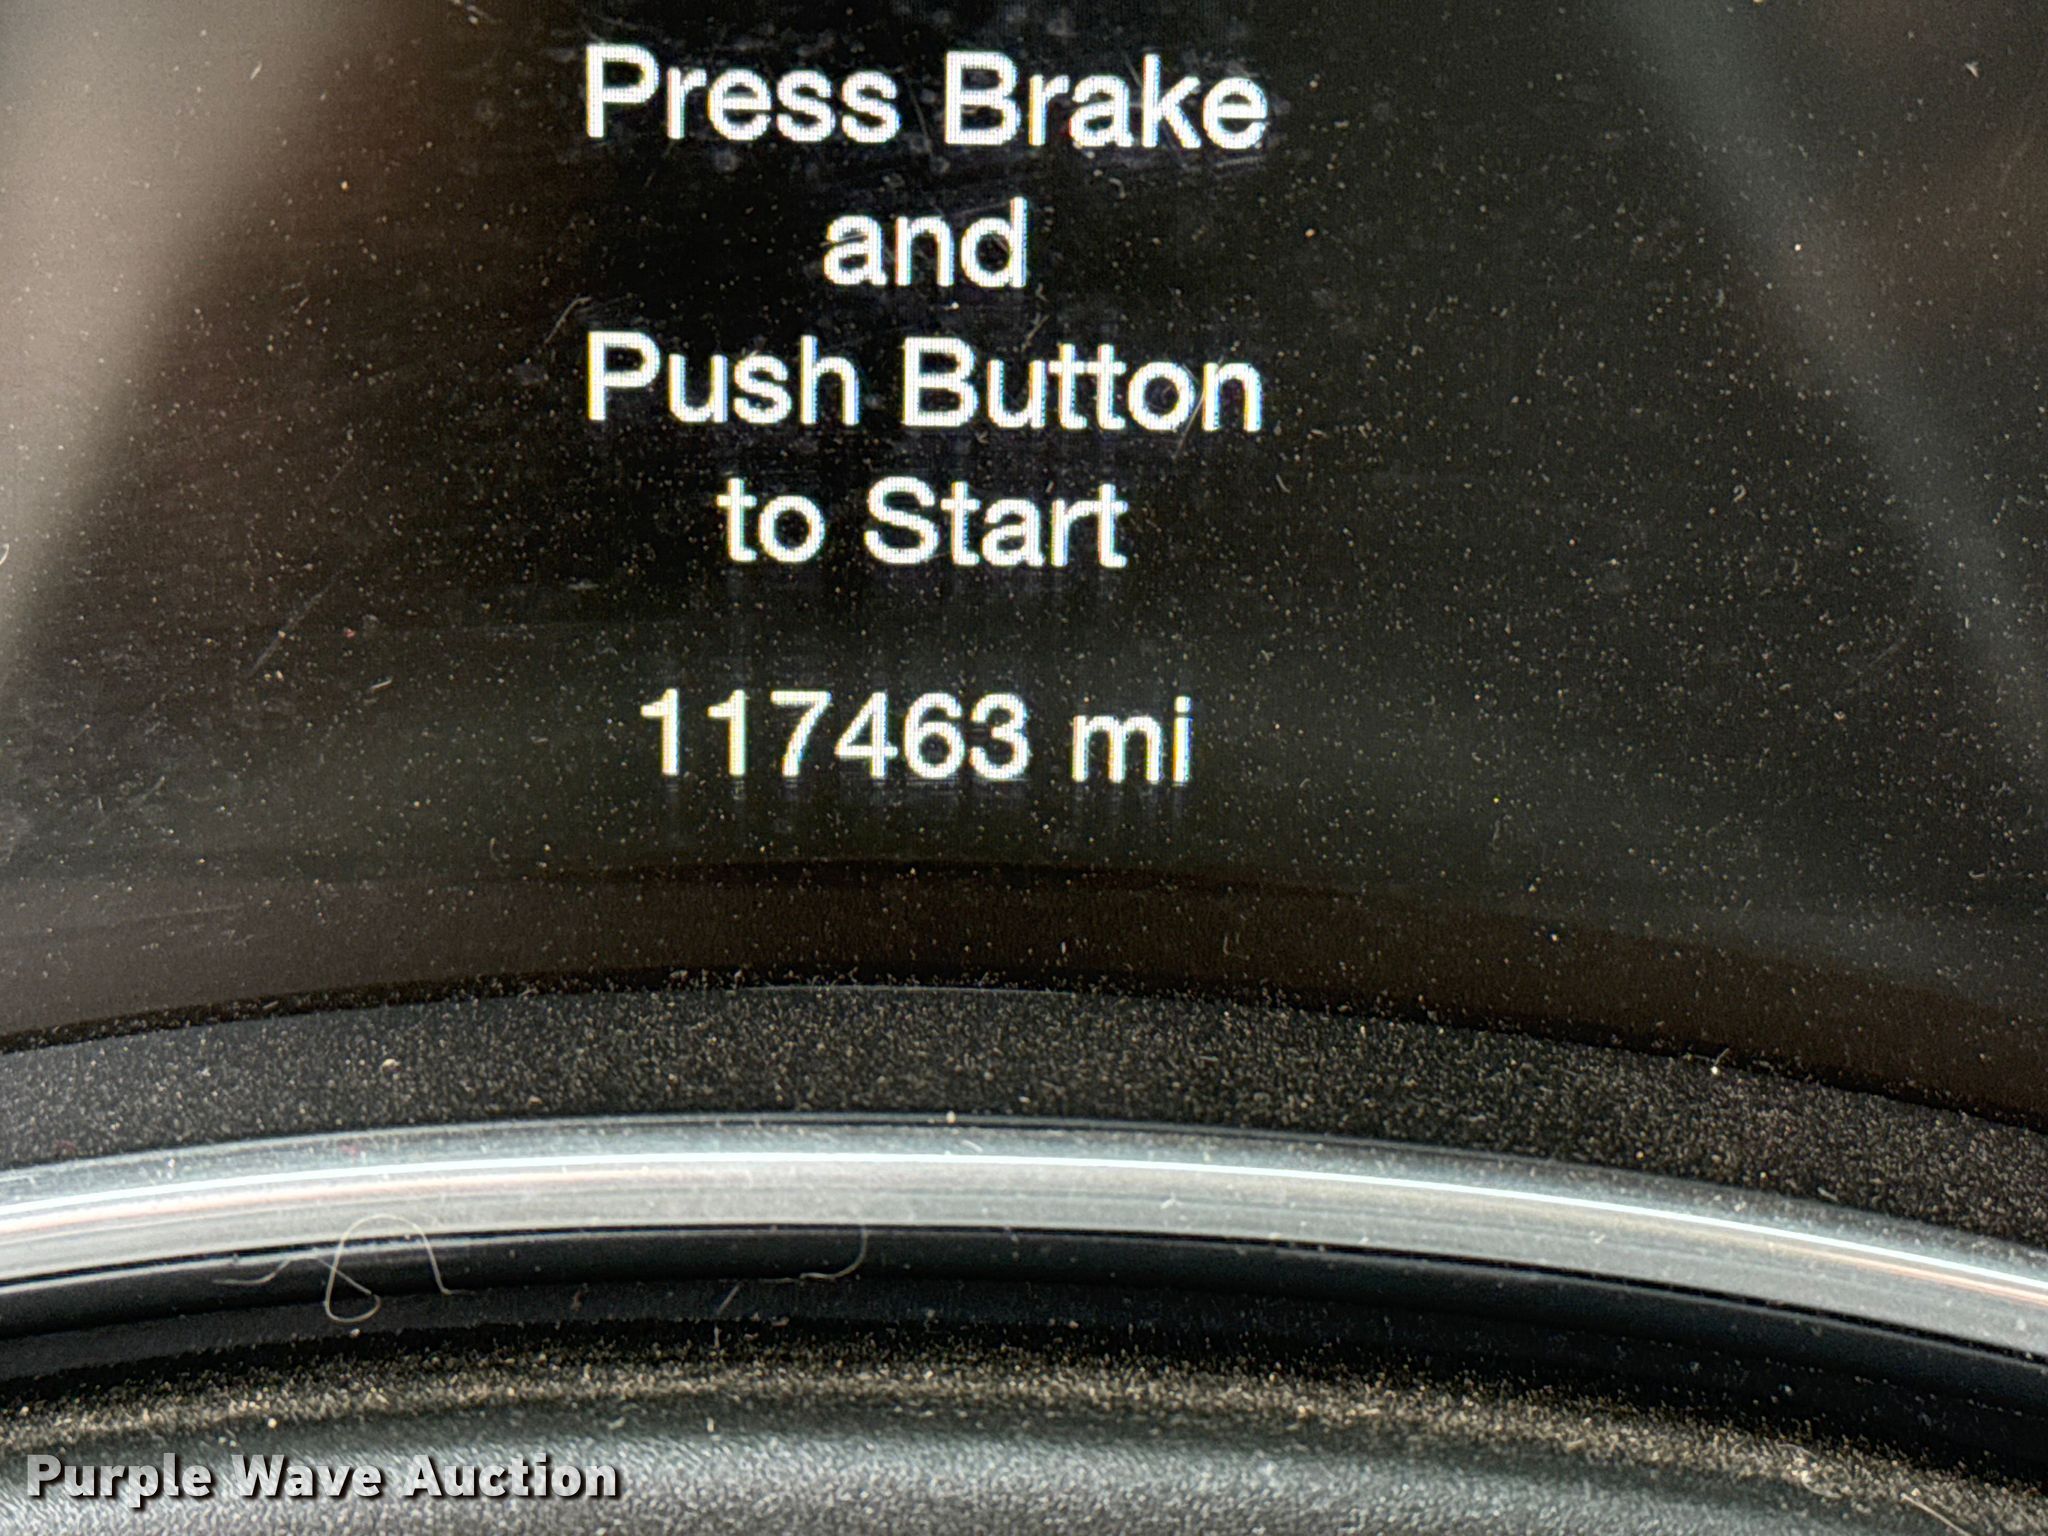 Press Brake
and
Push Button
to Start
117463 mi
Purple Wave Auction